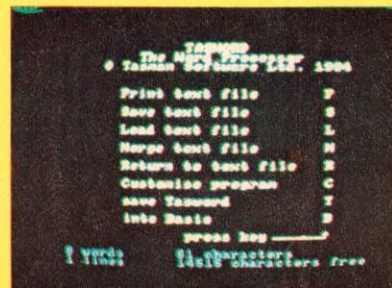 TASWORD
The Word Processor
© Tasman Software Ltd. 1984
Print text file P
Save text file S
Load text file L
Merge text file M
Return to text file R
Customise program C
save Tasword T
into Basic B
press key
words characters
lines characters free